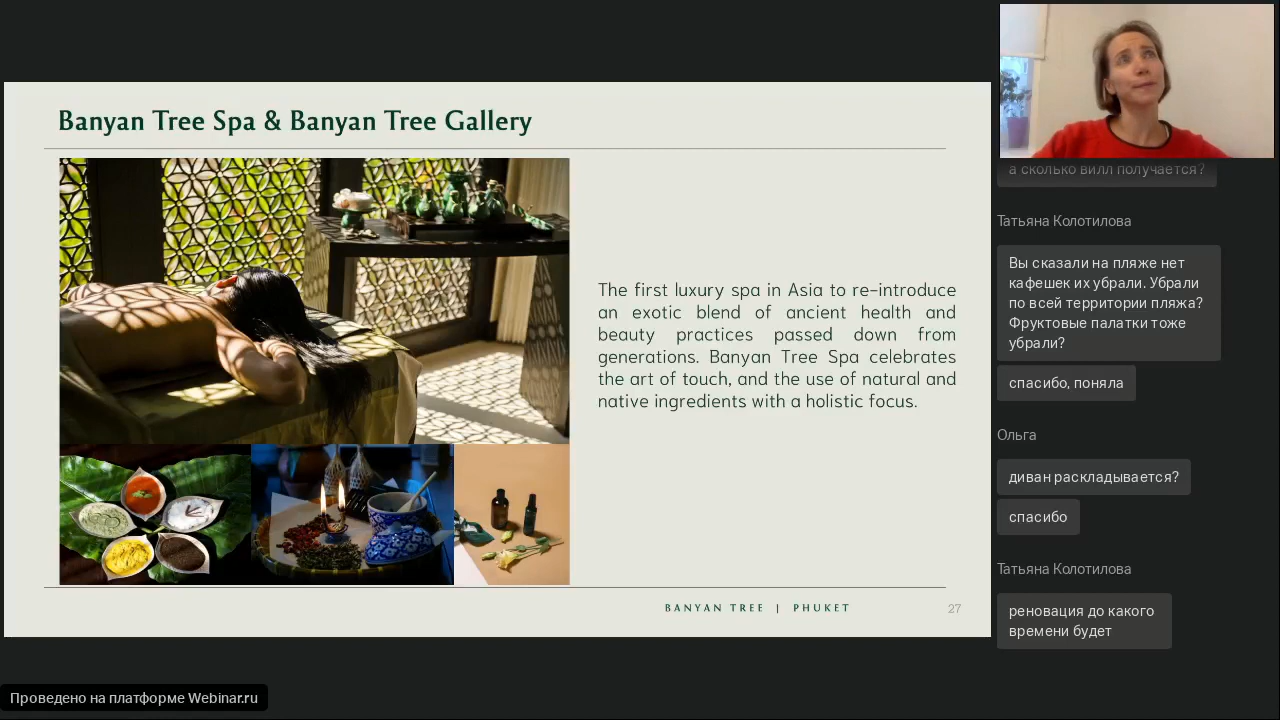 Banyan Tree Spa & Banyan Tree Gallery
The first luxury spa in Asia to re-introduce
an exotic blend of ancient health and
beauty practices passed down from
generations. Banyan Tree Spa celebrates
the art of touch, and the use of natural and
native ingredients with a holistic focus.
BANYAN TREE | PHUKET
27
а сколько вилл получается?
Татьяна Колотилова
Вы сказали на пляже нет
кафешек их убрали. Убрали
по всей территории пляжа?
Фруктовые палатки тоже
убрали?
спасибо, поняла
Ольга
диван раскладывается?
спасибо
Татьяна Колотилова
реновация до какого
времени будет
Проведено на платформе Webinar.ru